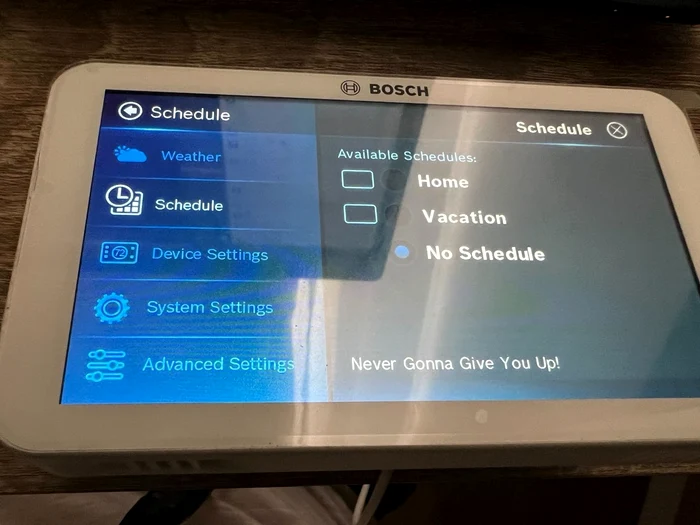 BOSCH
Schedule
Schedule
Weather
Schedule
72
Device Settings
System Settings
Advanced Settings
Available Schedules:
Home
Vacation
No Schedule
Never Gonna Give You Up!